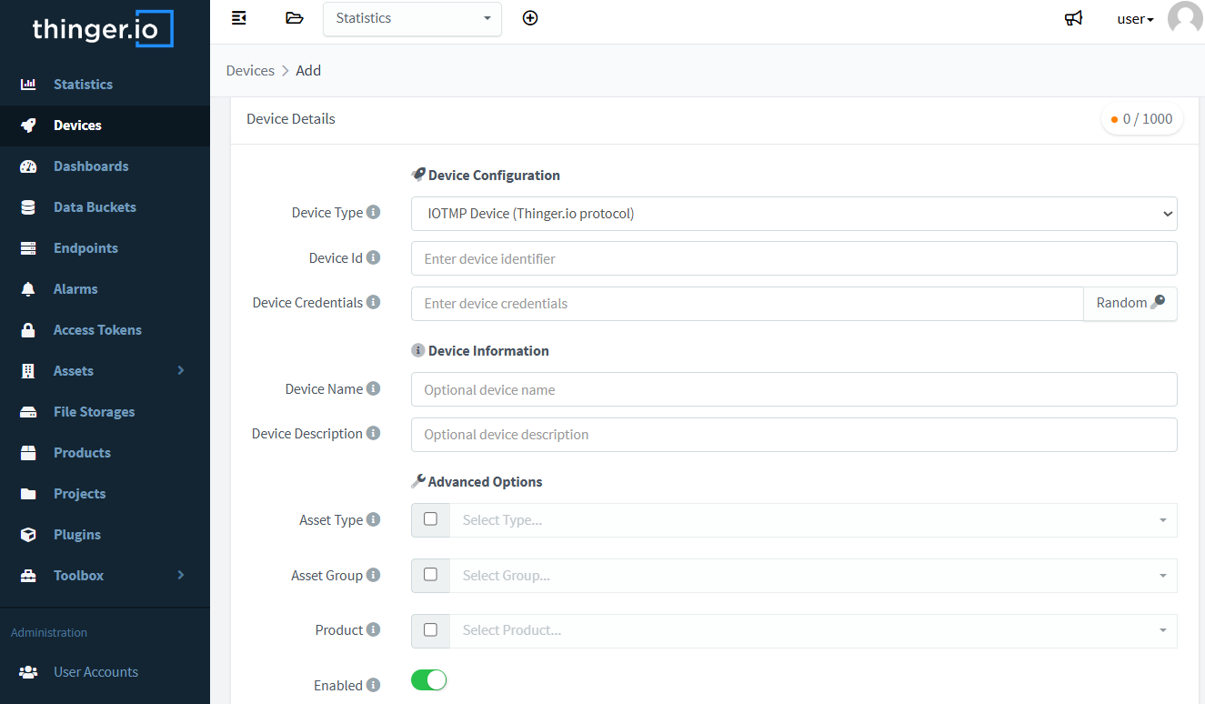 thinger.io
Statistics
user
Devices > Add
Statistics
Devices
Dashboards
Data Buckets
Endpoints
Alarms
Access Tokens
Assets
File Storages
Products
Projects
Plugins
Toolbox
Administration
User Accounts
Device Details
0 / 1000
Device Configuration
Device Type
IOTMP Device (Thinger.io protocol)
Device Id
Enter device identifier
Device Credentials
Enter device credentials
Random
Device Information
Device Name
Optional device name
Device Description
Optional device description
Advanced Options
Asset Type
Select Type...
Asset Group
Select Group...
Product
Select Product...
Enabled